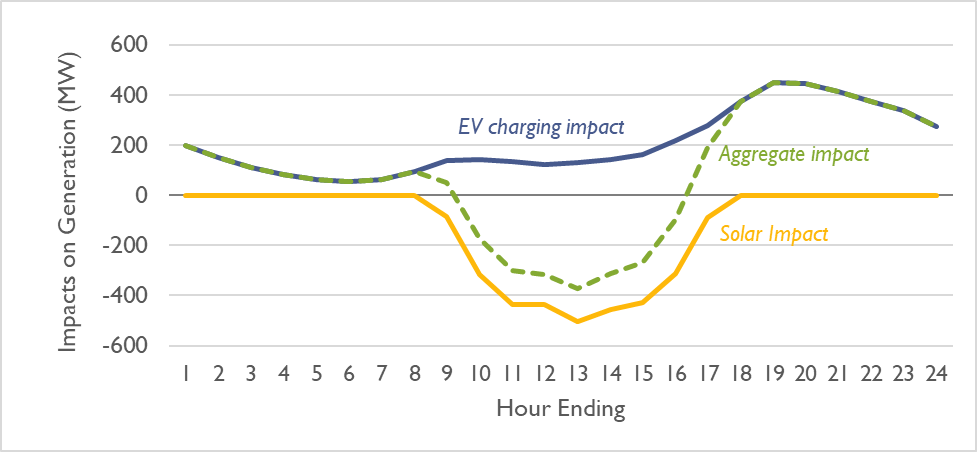 Impacts on Generation (MW)
600
400
200
0
-200
-400
-600
EV charging impact
Aggregate impact
Solar Impact
1 2 3 4 5 6 7 8 9 10 11 12 13 14 15 16 17 18 19 20 21 22 23 24
Hour Ending